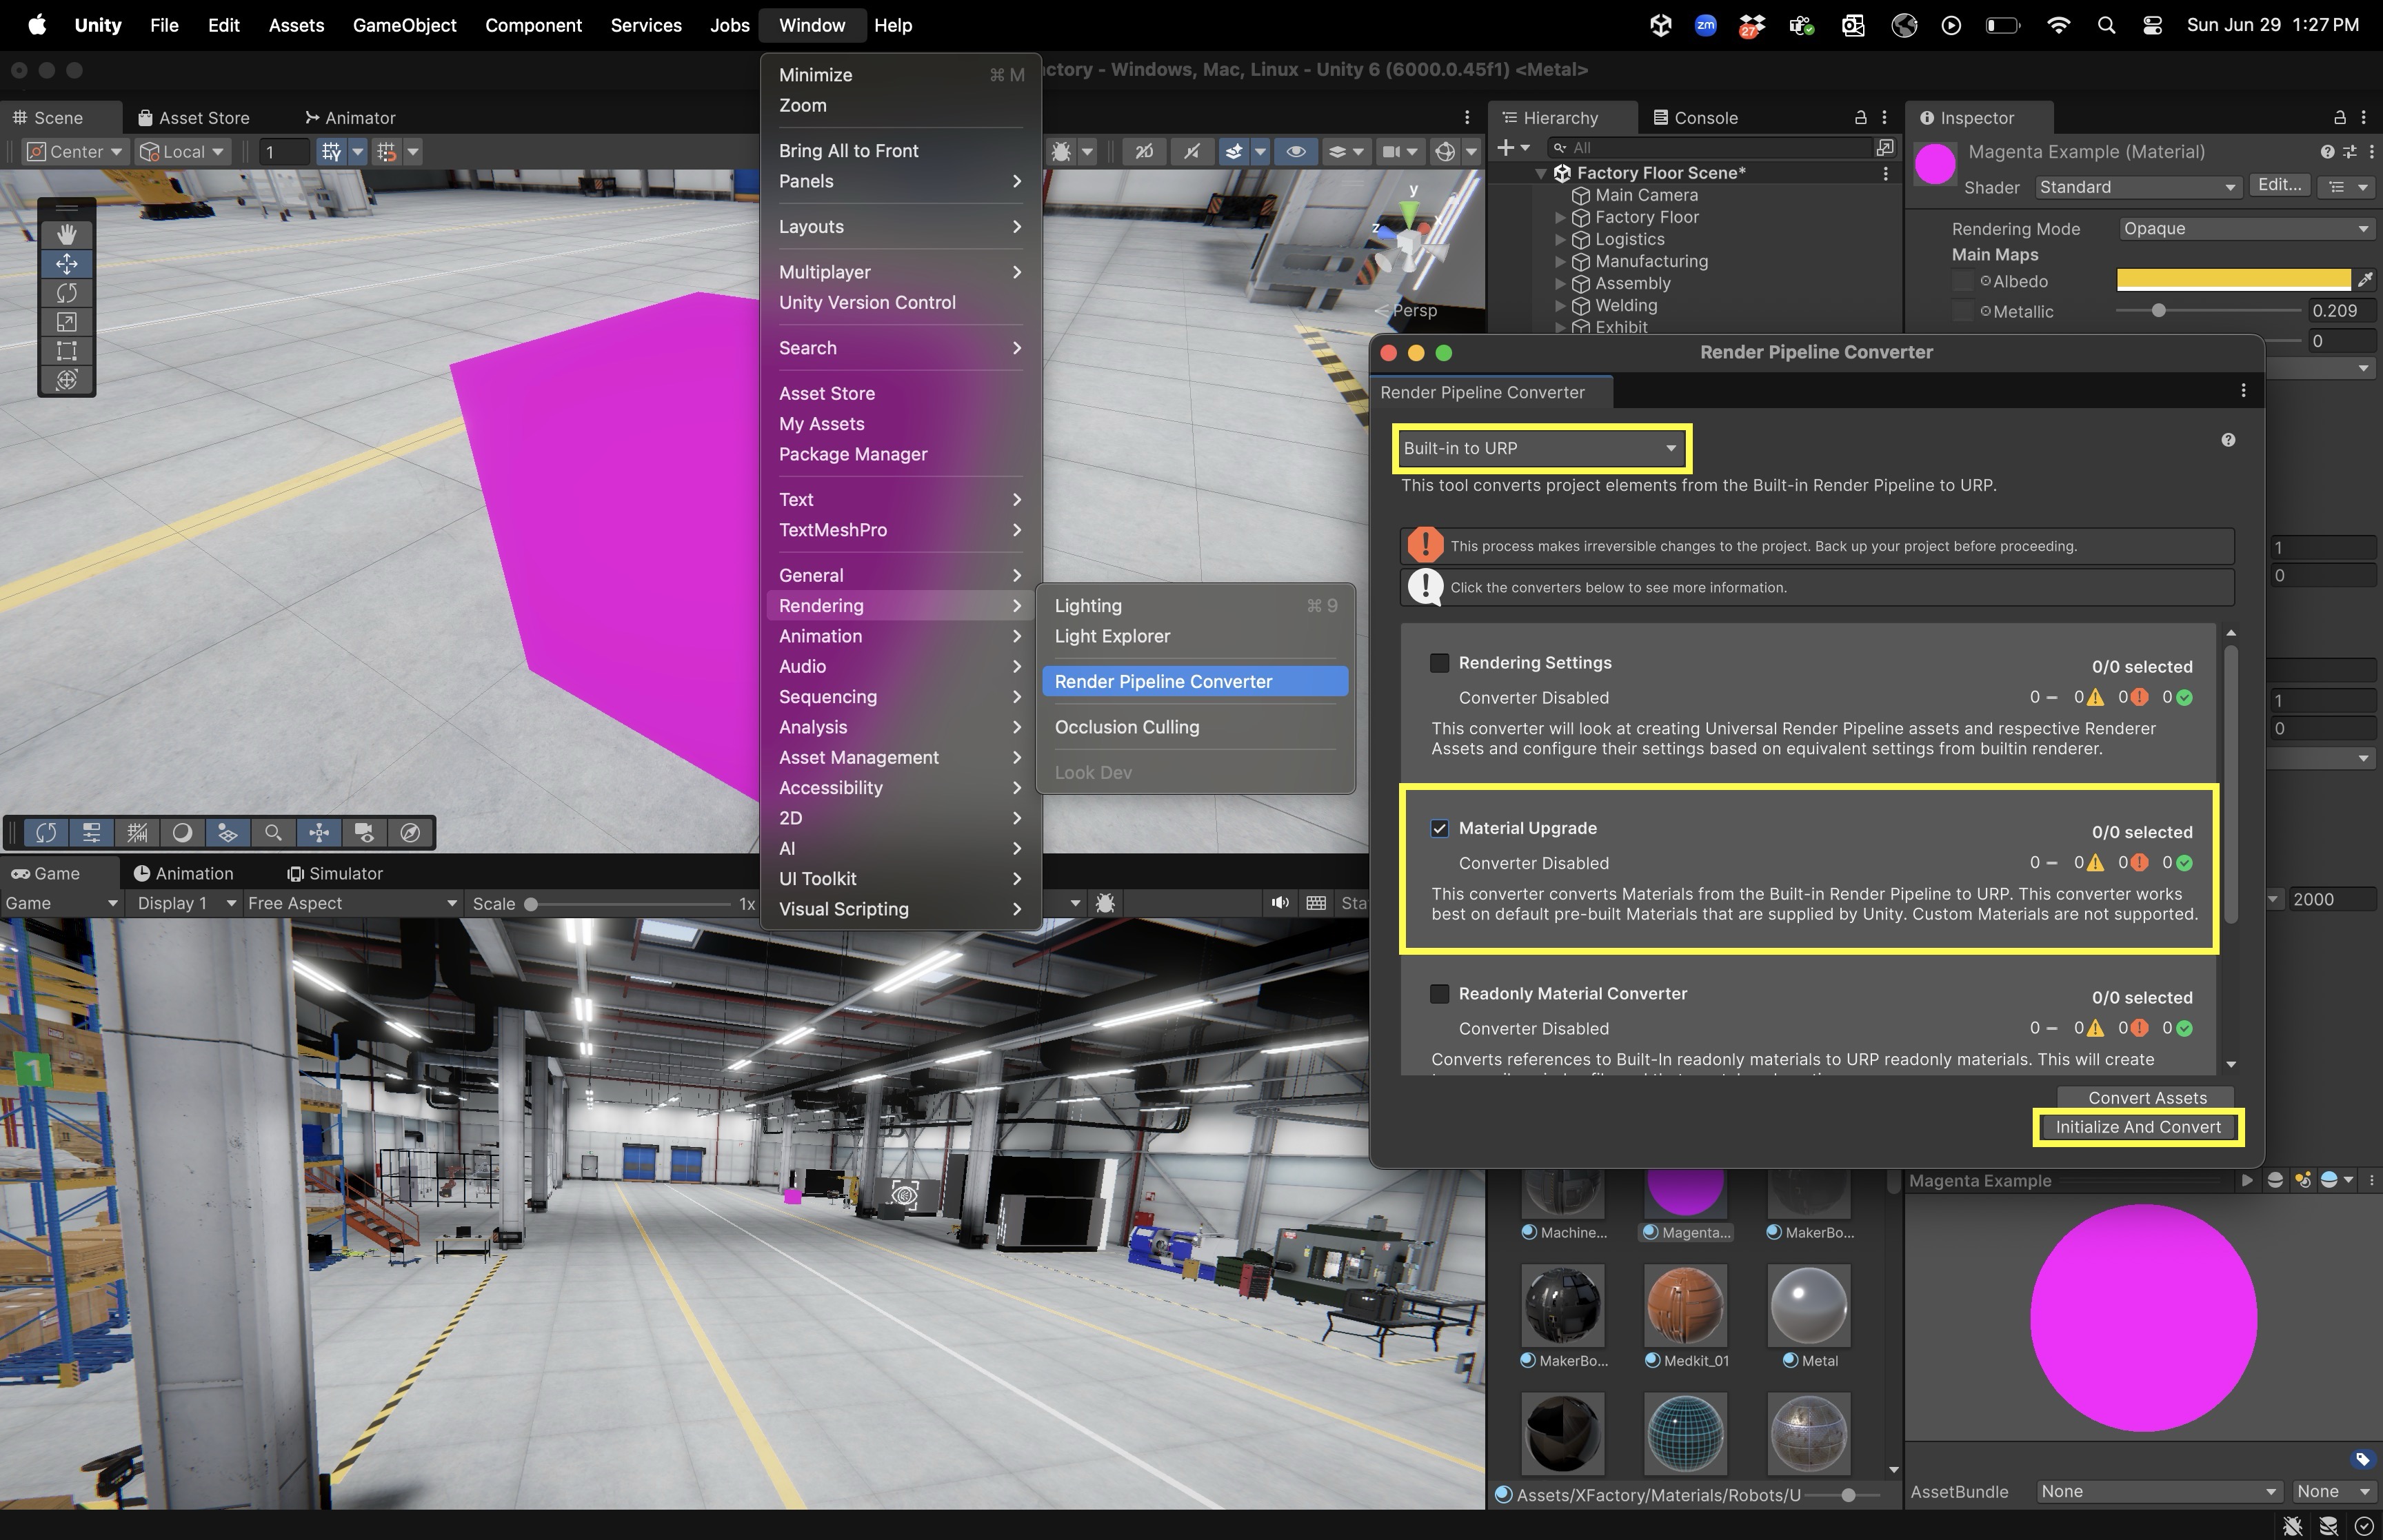 Unity File Edit Assets GameObject Component Services Jobs Window Help
zm 27 Sun Jun 29 1:27 PM
ctory - Windows, Mac, Linux - Unity 6 (6000.0.45f1) <Metal>
Scene Asset Store Animator
Center Local 1
2D
y
x
z
Persp
Minimize ⌘ M
Zoom
Bring All to Front
Panels
Layouts
Multiplayer
Unity Version Control
Search
Asset Store
My Assets
Package Manager
Text
TextMeshPro
General
Rendering
Animation
Audio
Sequencing
Analysis
Asset Management
Accessibility
2D
AI
UI Toolkit
Visual Scripting
Lighting ⌘ 9
Light Explorer
Render Pipeline Converter
Occlusion Culling
Look Dev
Hierarchy Console
All
Factory Floor Scene*
Main Camera
Factory Floor
Logistics
Manufacturing
Assembly
Welding
Exhibit
Inspector
Magenta Example (Material)
Shader Standard Edit...
Rendering Mode Opaque
Main Maps
Albedo
Metallic 0.209
0
1
0
1
0
2000
Render Pipeline Converter
Render Pipeline Converter
Built-in to URP
This tool converts project elements from the Built-in Render Pipeline to URP.
This process makes irreversible changes to the project. Back up your project before proceeding.
Click the converters below to see more information.
Rendering Settings 0/0 selected
Converter Disabled 0 0 0 0
This converter will look at creating Universal Render Pipeline assets and respective Renderer
Assets and configure their settings based on equivalent settings from builtin renderer.
Material Upgrade 0/0 selected
Converter Disabled 0 0 0 0
This converter converts Materials from the Built-in Render Pipeline to URP. This converter works
best on default pre-built Materials that are supplied by Unity. Custom Materials are not supported.
Readonly Material Converter 0/0 selected
Converter Disabled 0 0 0 0
Converts references to Built-In readonly materials to URP readonly materials. This will create
Convert Assets
Initialize And Convert
Game Animation Simulator
Game Display 1 Free Aspect Scale 1x Sta
1
Machine... Magenta... MakerBo...
MakerBo... Medkit_01 Metal
Assets/XFactory/Materials/Robots/U
Magenta Example
AssetBundle None None